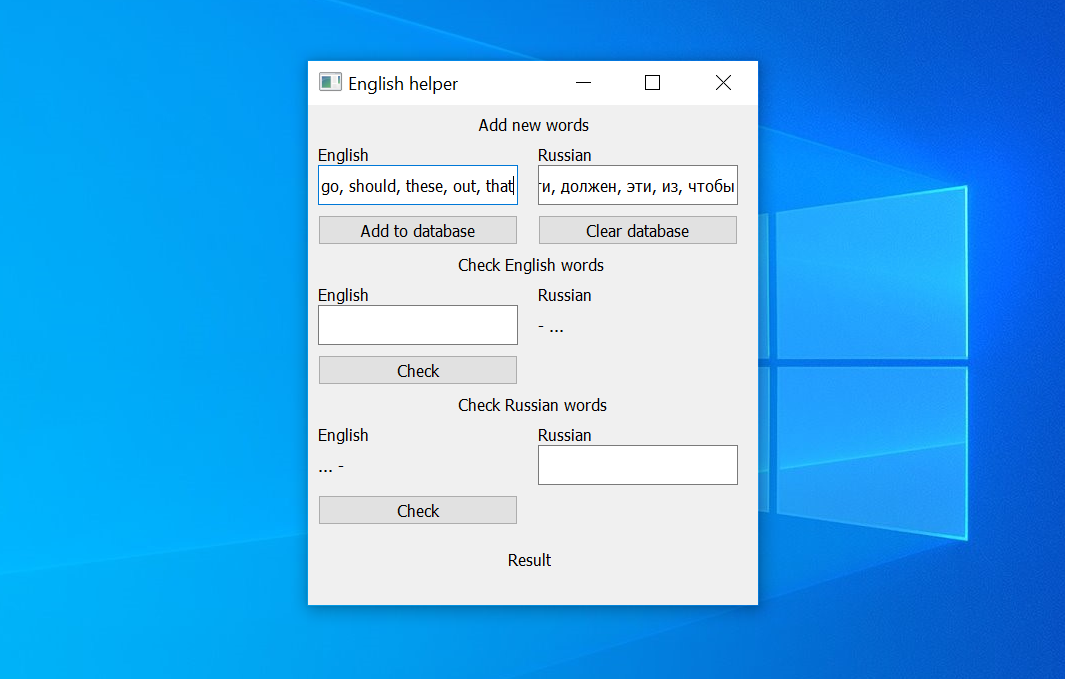 English helper
Add new words
English Russian
go, should, these, out, that ти, должен, эти, из, чтобы
Add to database Clear database
Check English words
English Russian
- ...
Check
Check Russian words
English Russian
... -
Check
Result